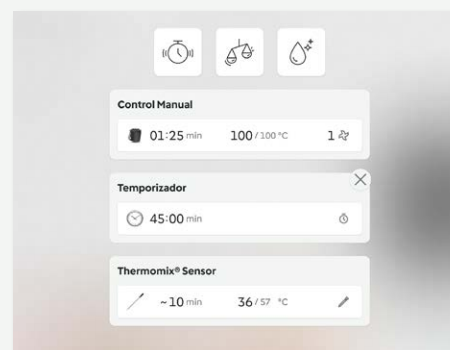 Control Manual
01:25 min 100 / 100 °C 1
Temporizador
45:00 min
Thermomix® Sensor
~10 min 36 / 57 °C